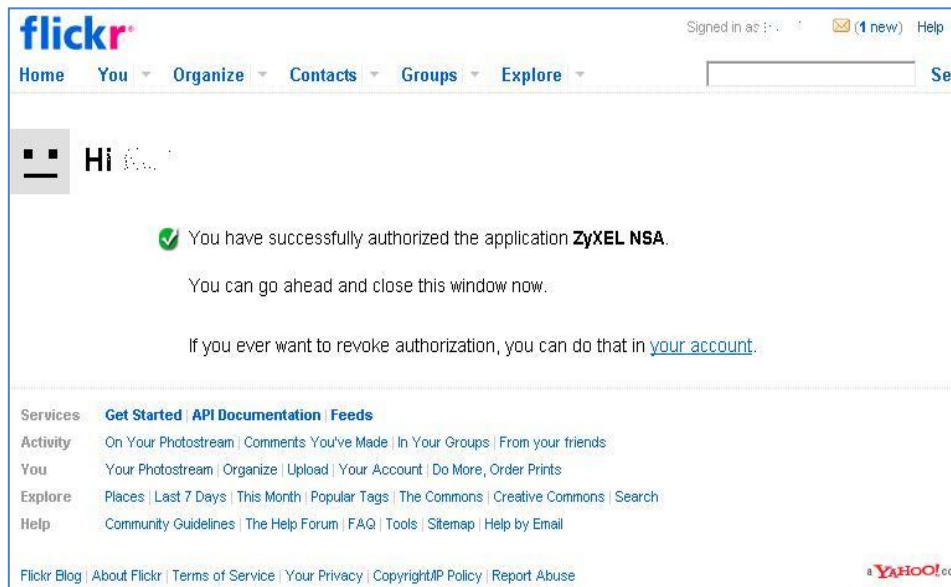 flickr
Signed in as (1 new) Help
Home You Organize Contacts Groups Explore Se
Hi
You have successfully authorized the application ZyXEL NSA.
You can go ahead and close this window now.
If you ever want to revoke authorization, you can do that in your account.
Services Get Started | API Documentation | Feeds
Activity On Your Photostream | Comments You've Made | In Your Groups | From your friends
You Your Photostream | Organize | Upload | Your Account | Do More, Order Prints
Explore Places | Last 7 Days | This Month | Popular Tags | The Commons | Creative Commons | Search
Help Community Guidelines | The Help Forum | FAQ | Tools | Sitemap | Help by Email
Flickr Blog | About Flickr | Terms of Service | Your Privacy | Copyright/IP Policy | Report Abuse
a YAHOO! co